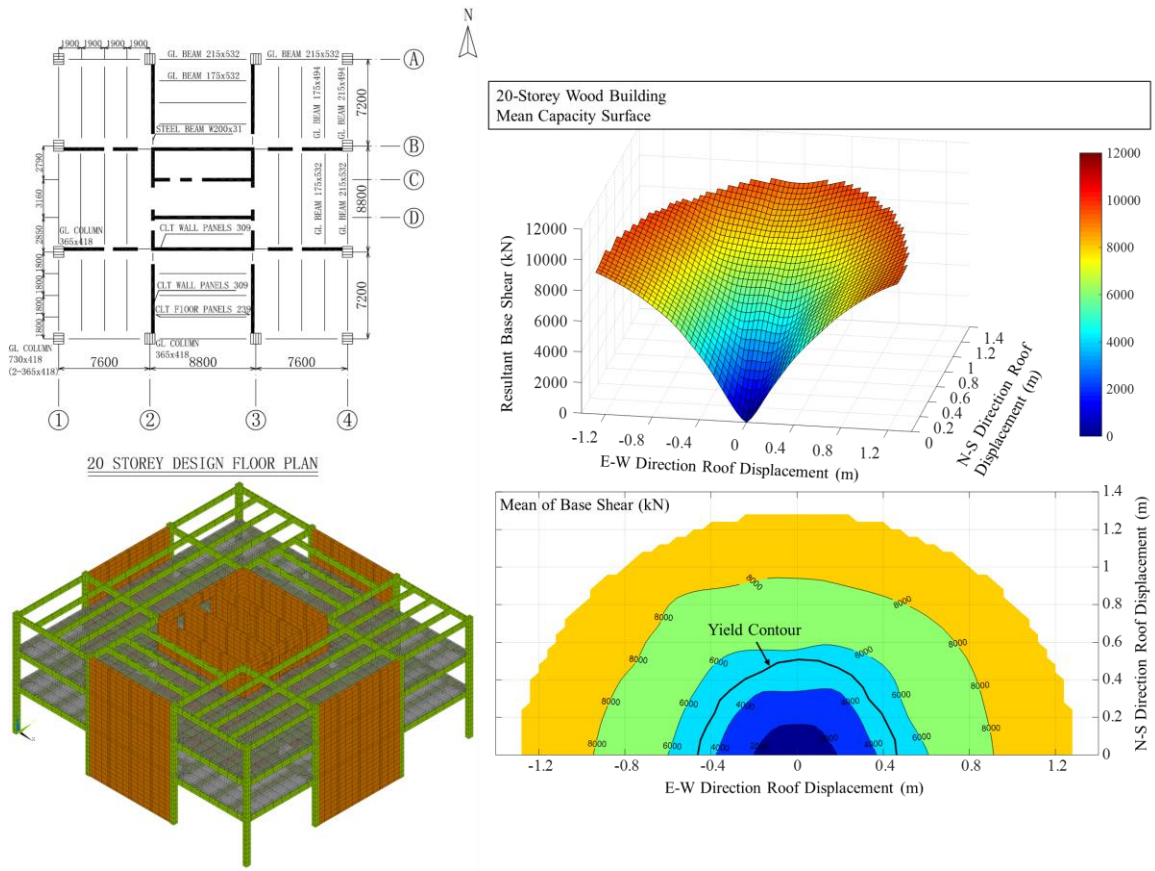 1900 1900 1900 1900
GL BEAM 215x532
GL BEAM 215x532
N
A
GL BEAM 175x532
GL BEAM 175x494
GL BEAM 215x494
7200
STEEL BEAM W200x31
B
2790
C
3160
GL BEAM 175x532
GL BEAM 215x532
8800
D
2850
CLT WALL PANELS 309
GL COLUMN
365x418
1800
1800
1800
1800
CLT WALL PANELS 309
CLT FLOOR PANELS 239
7200
GL COLUMN
730x418
(2-365x418)
GL COLUMN
365x418
7600
8800
7600
1
2
3
4
20 STOREY DESIGN FLOOR PLAN
20-Storey Wood Building
Mean Capacity Surface
Resultant Base Shear (kN)
12000
10000
8000
6000
4000
2000
0
-1.2 -0.8 -0.4 0 0.4 0.8 1.2
E-W Direction Roof Displacement (m)
0
0.2
0.4
0.6
0.8
1
1.2
1.4
N-S Direction Roof
Displacement (m)
12000
10000
8000
6000
4000
2000
0
Mean of Base Shear (kN)
Yield Contour
8000
8000
8000
8000
8000
8000
6000
6000
6000
6000
4000
4000
1.4
1.2
1
0.8
0.6
0.4
0.2
0
N-S Direction Roof Displacement (m)
-1.2 -0.8 -0.4 0 0.4 0.8 1.2
E-W Direction Roof Displacement (m)